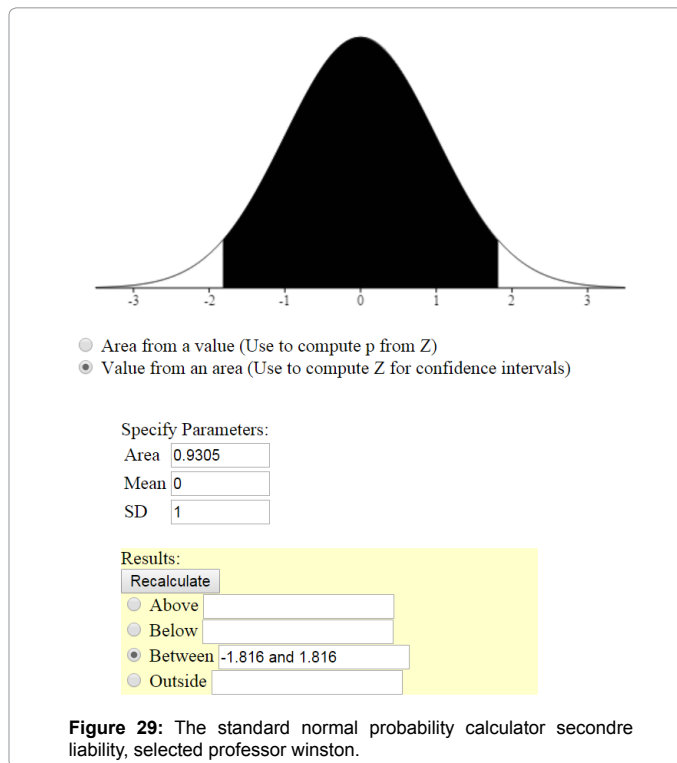 -3 -2 -1 0 1 2 3
Area from a value (Use to compute p from Z)
Value from an area (Use to compute Z for confidence intervals)
Specify Parameters:
Area 0.9305
Mean 0
SD 1
Results:
Recalculate
Above
Below
Between -1.816 and 1.816
Outside
Figure 29: The standard normal probability calculator secondre
liability, selected professor winston.